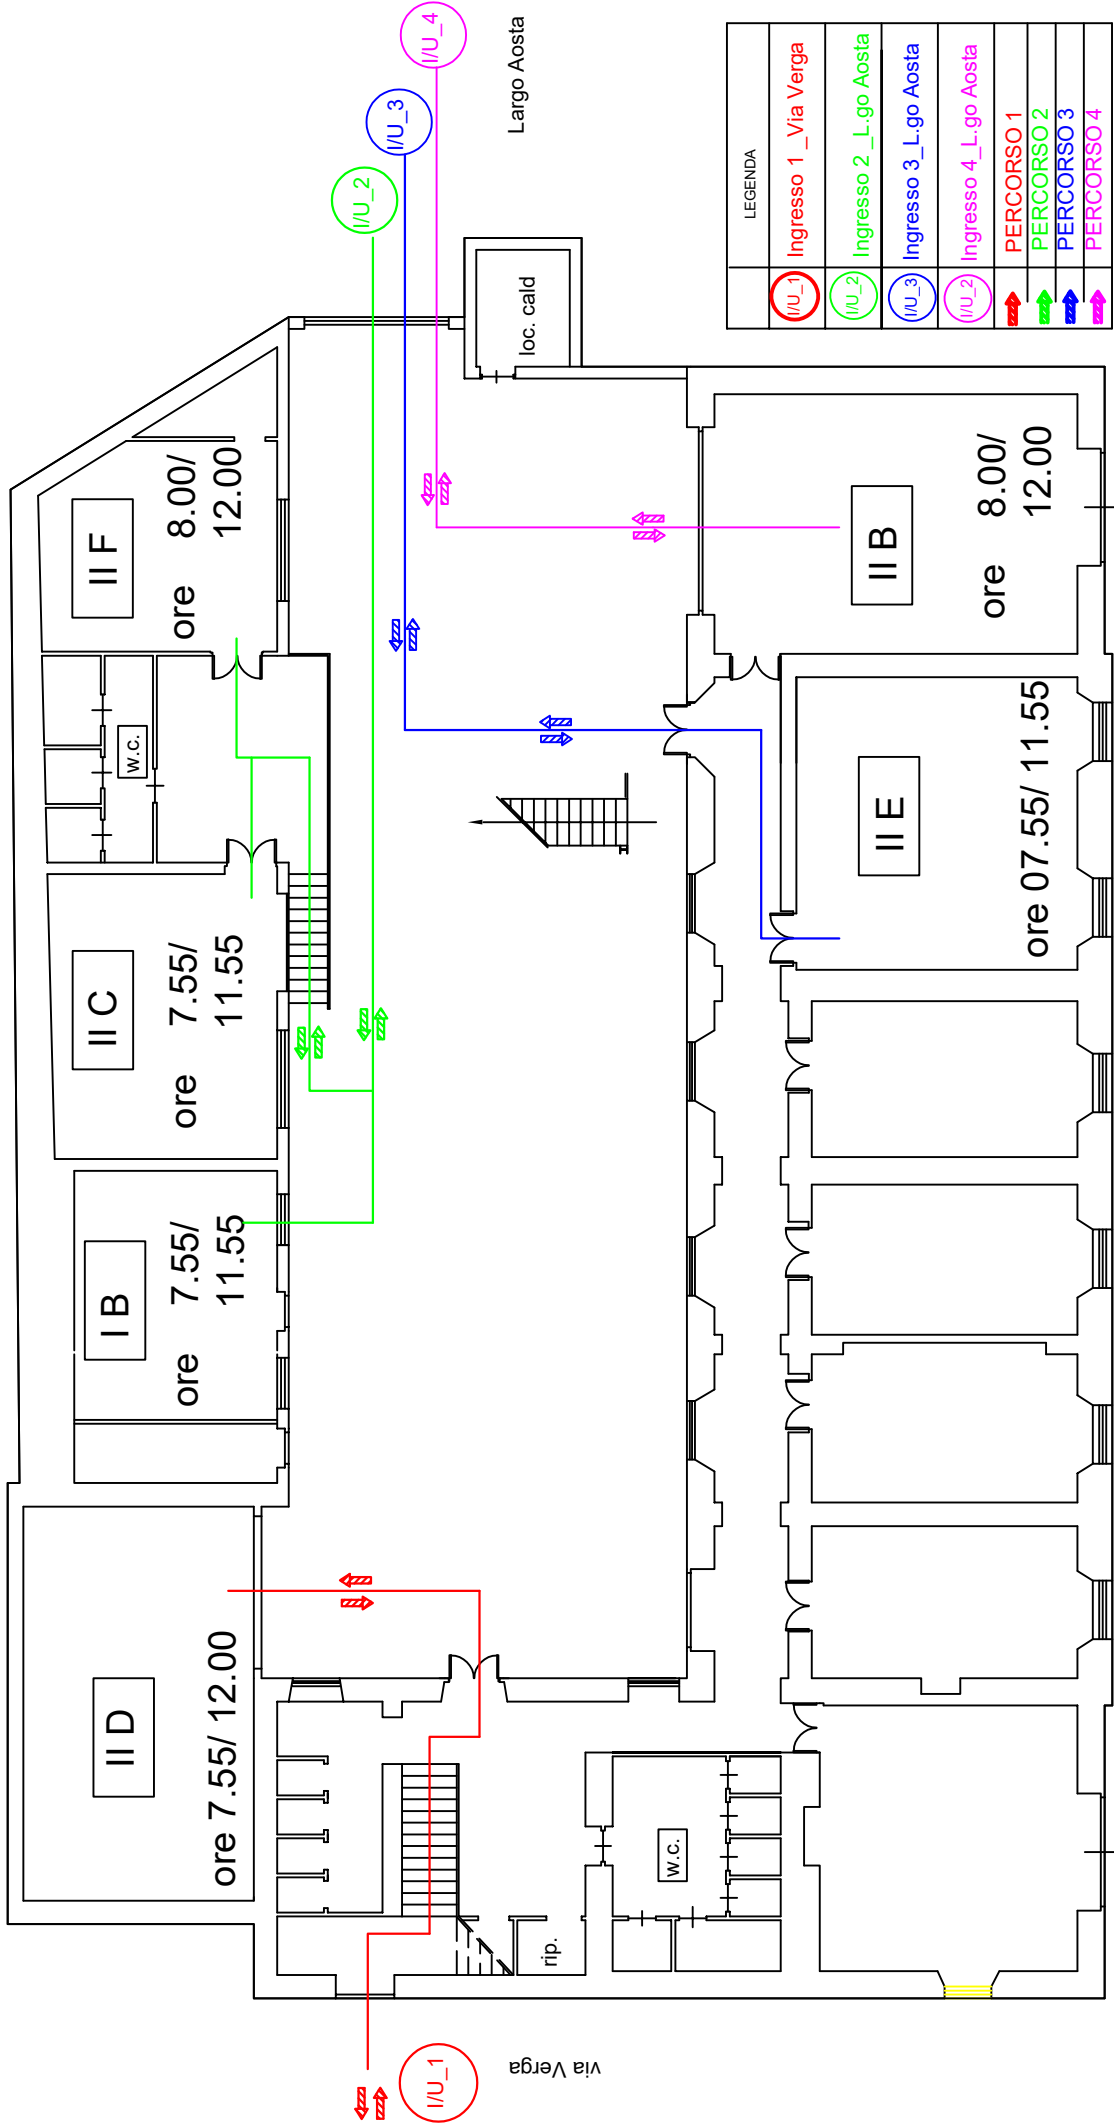 II D
ore 7.55/ 12.00
I B
ore 7.55/
11.55
II C
ore 7.55/
11.55
w.c.
II F
ore 8.00/
12.00
I/U_2
I/U_3
I/U_4
Largo Aosta
loc. cald
I/U_1
via Verga
rip.
w.c.
II E
ore 07.55/ 11.55
II B
ore 8.00/
12.00
LEGENDA
I/U_1 Ingresso 1 _Via Verga
I/U_2 Ingresso 2 _L.go Aosta
I/U_3 Ingresso 3_L.go Aosta
I/U_2 Ingresso 4_L.go Aosta
PERCORSO 1
PERCORSO 2
PERCORSO 3
PERCORSO 4